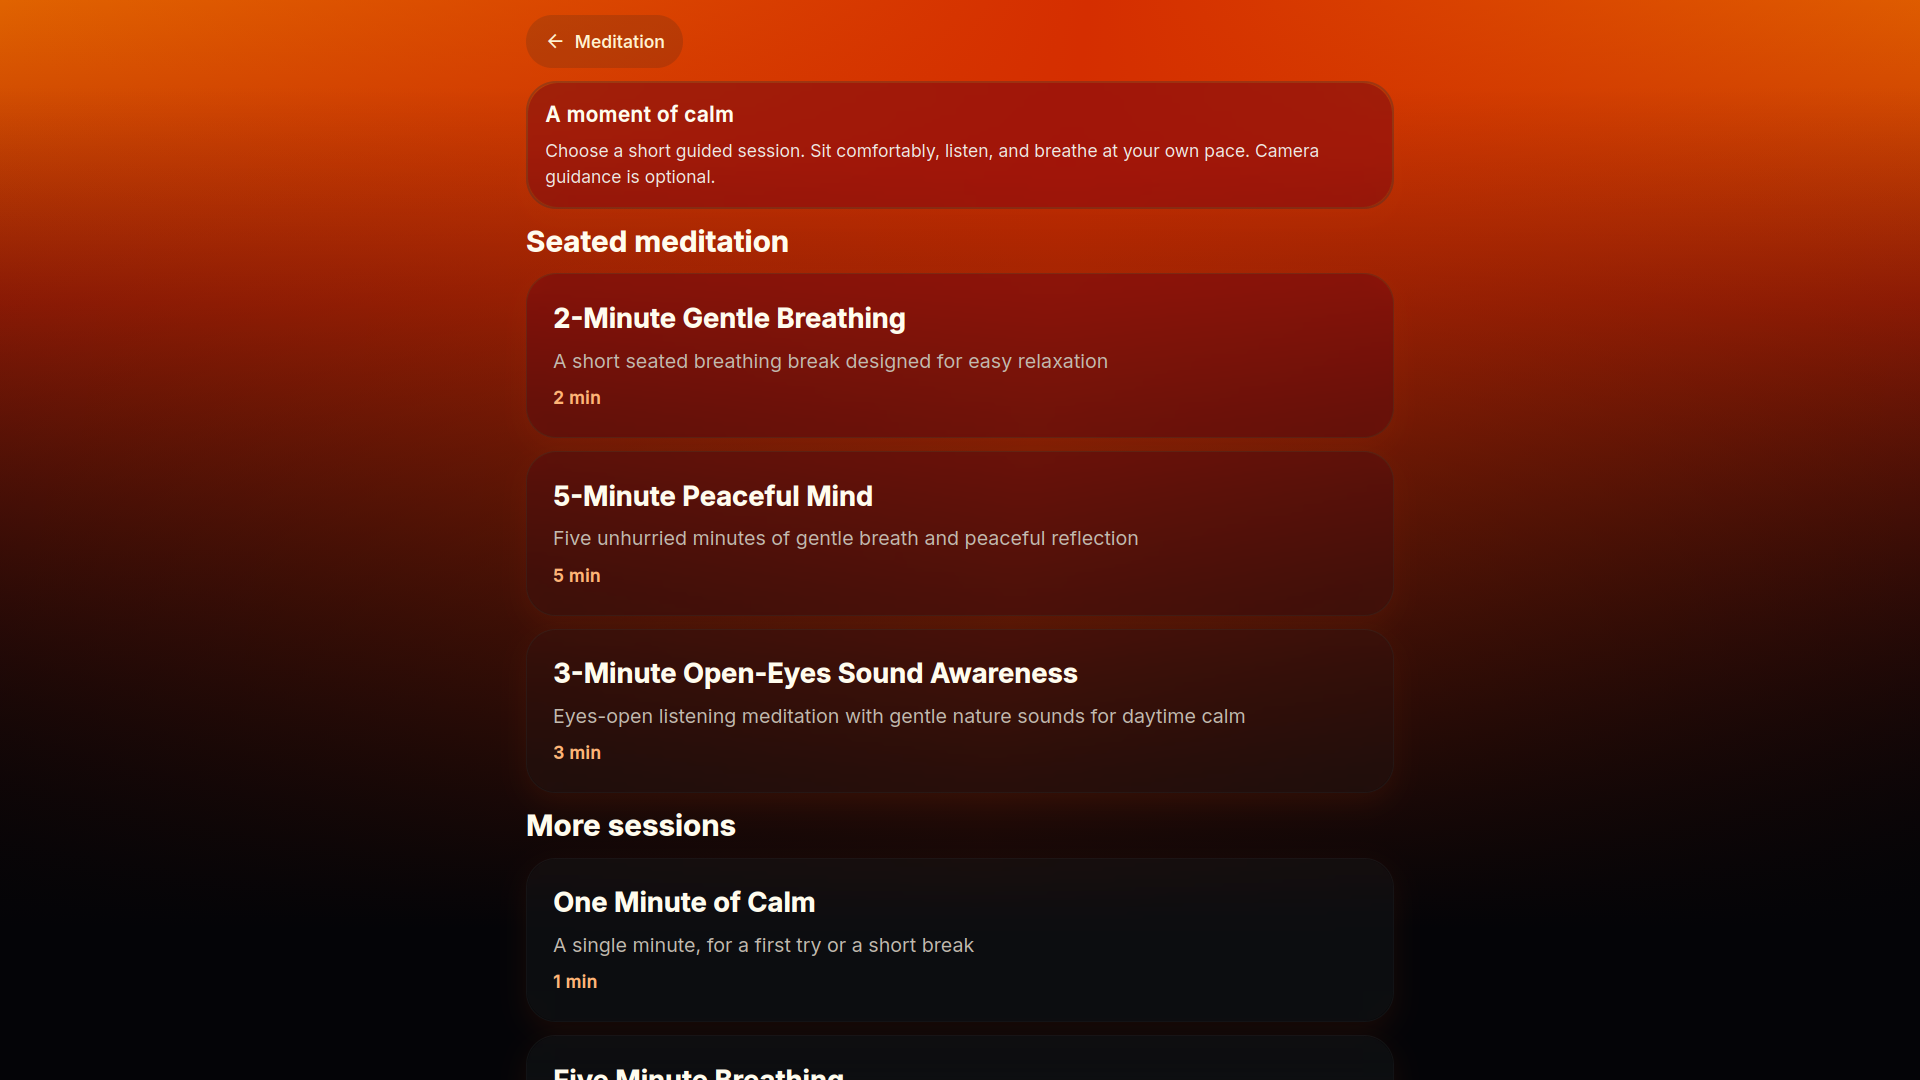 Meditation
A moment of calm
Choose a short guided session. Sit comfortably, listen, and breathe at your own pace. Camera
guidance is optional.
Seated meditation
2-Minute Gentle Breathing
A short seated breathing break designed for easy relaxation
2 min
5-Minute Peaceful Mind
Five unhurried minutes of gentle breath and peaceful reflection
5 min
3-Minute Open-Eyes Sound Awareness
Eyes-open listening meditation with gentle nature sounds for daytime calm
3 min
More sessions
One Minute of Calm
A single minute, for a first try or a short break
1 min
Five Minute Breathing